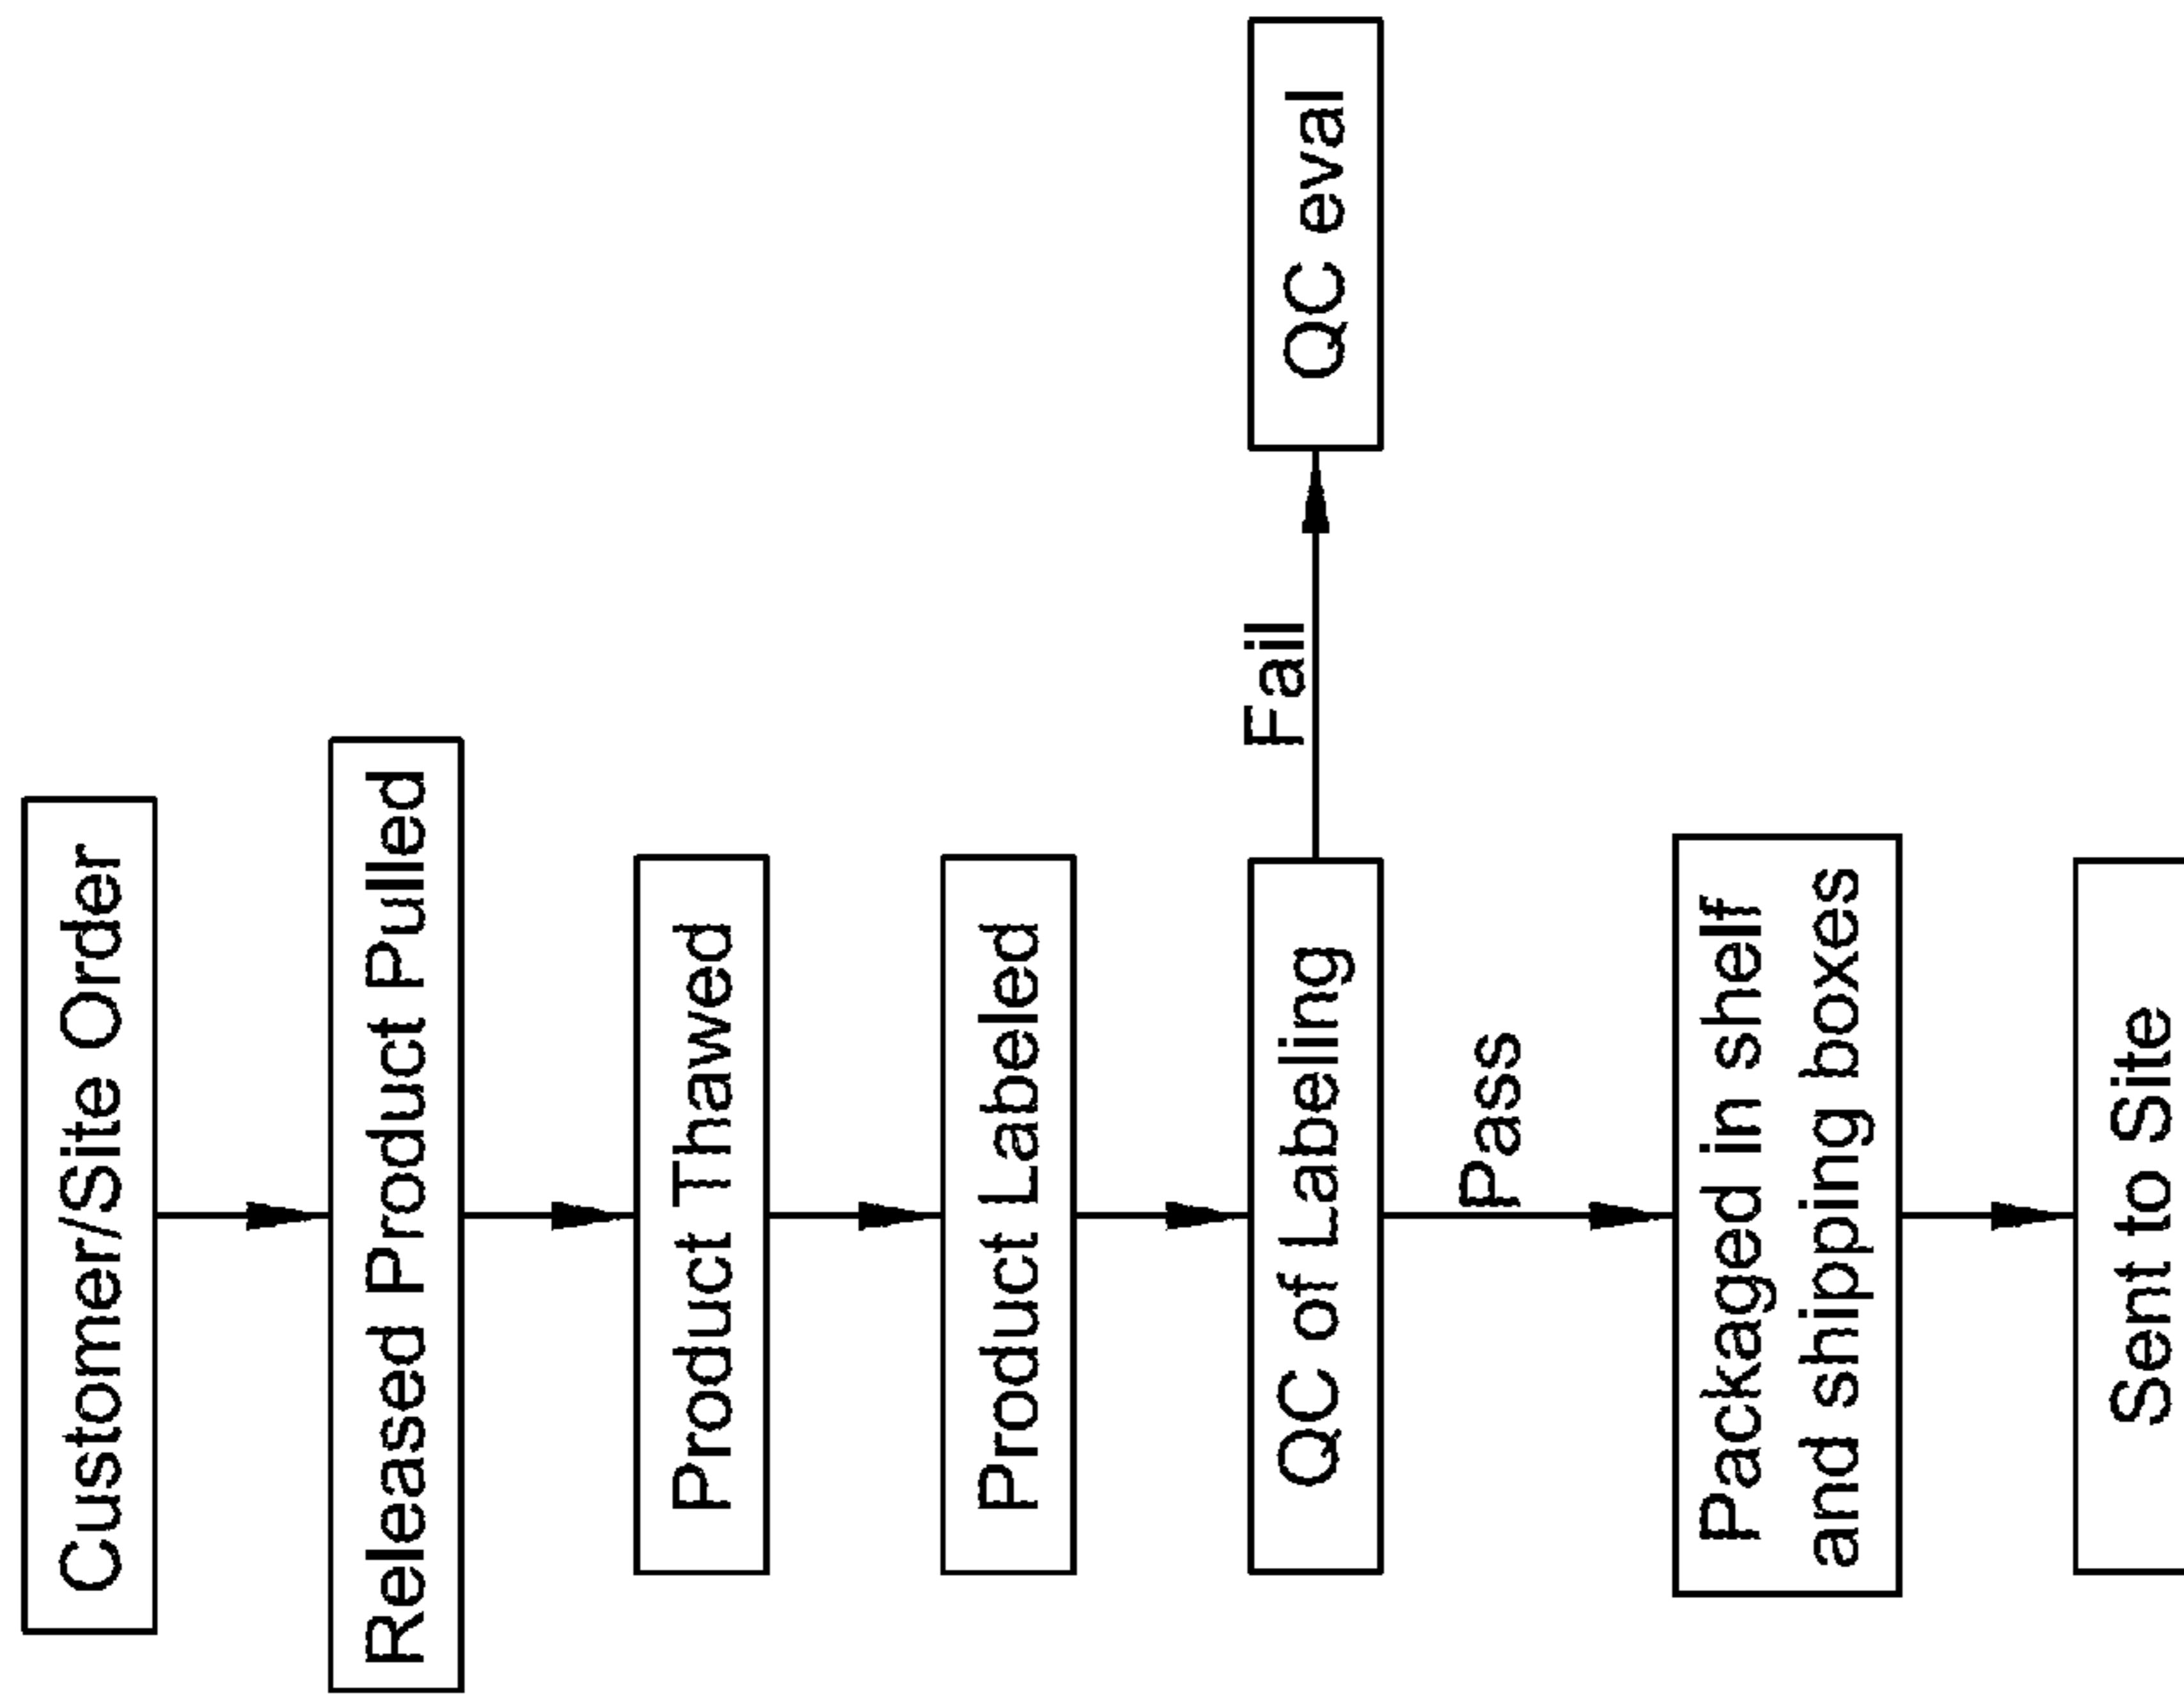 Customer/Site Order
Released Product Pulled
Product Thawed
Product Labeled
QC of Labeling
Fail
QC eval
Pass
Packaged in shelf
and shipping boxes
Sent to Site